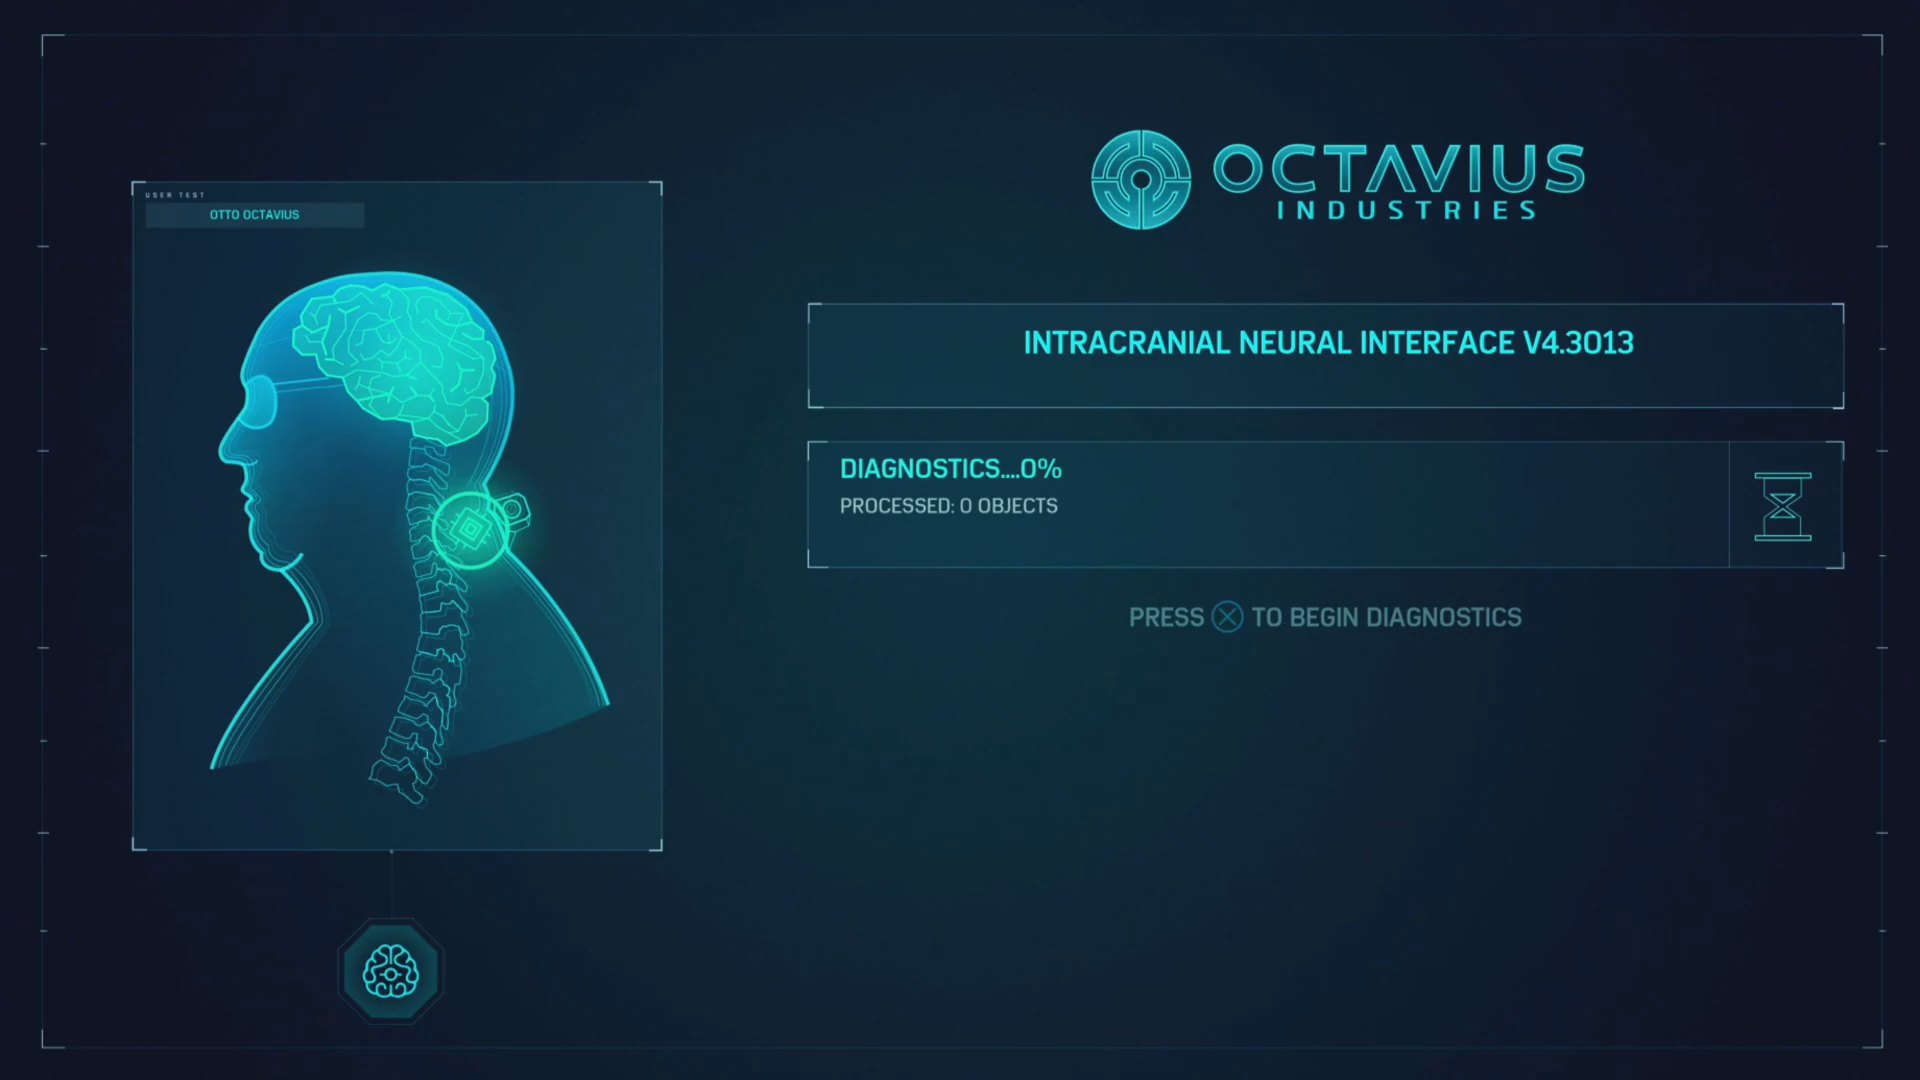 USER TEST
OTTO OCTAVIUS
OCTAVIUS
INDUSTRIES
INTRACRANIAL NEURAL INTERFACE V4.3013
DIAGNOSTICS....0%
PROCESSED: 0 OBJECTS
PRESS TO BEGIN DIAGNOSTICS